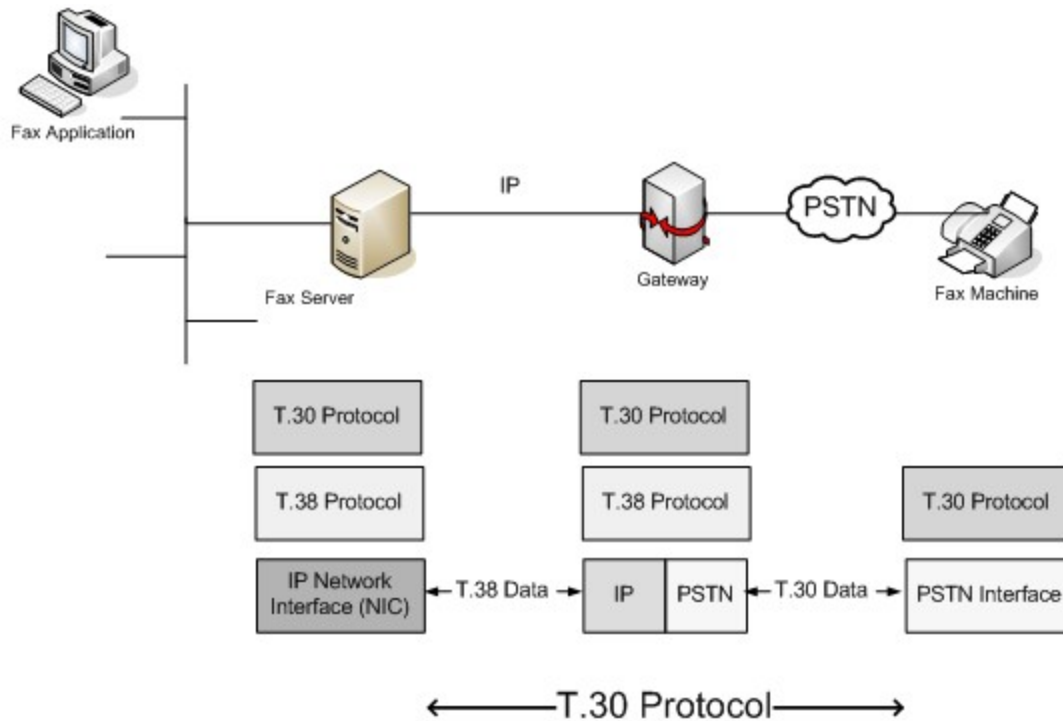 Fax Application
IP
PSTN
Fax Server
Gateway
Fax Machine
T.30 Protocol
T.30 Protocol
T.38 Protocol
T.38 Protocol
T.30 Protocol
IP Network
Interface (NIC)
T.38 Data
IP
PSTN
T.30 Data
PSTN Interface
T.30 Protocol